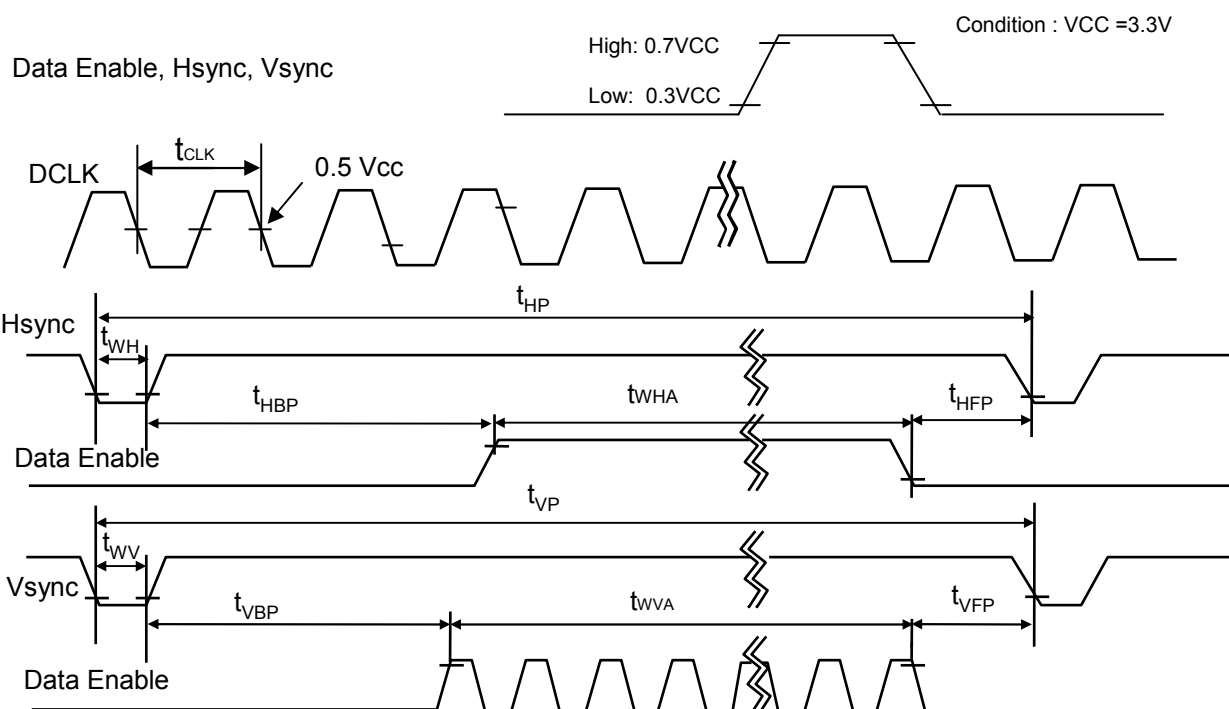 Condition : VCC =3.3V
High: 0.7VCC
Data Enable, Hsync, Vsync
Low: 0.3VCC
tCLK
DCLK
0.5 Vcc
tHP
Hsync
tWH
tHBP
tWHA
tHFP
Data Enable
tVP
tWV
Vsync
tVBP
tWVA
tVFP
Data Enable